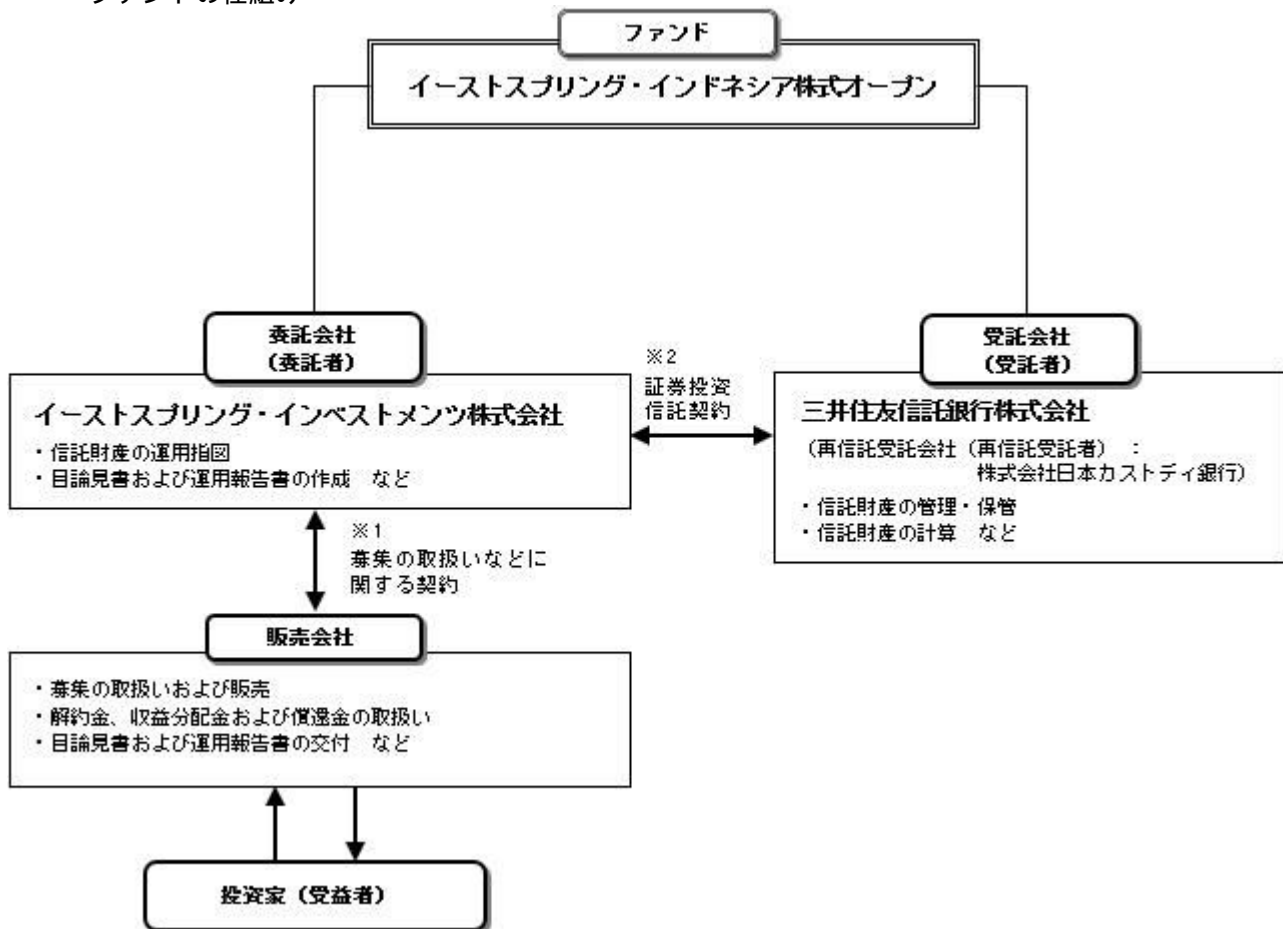 ファンドの仕組み
ファンド
イーストスプリング・インドネシア株式オープン
委託会社
（委託者）
イーストスプリング・インベストメンツ株式会社
・信託財産の運用指図
・目論見書および運用報告書の作成　など
※2
証券投資
信託契約
受託会社
（受託者）
三井住友信託銀行株式会社
（再信託受託会社（再信託受託者）　：
株式会社日本カストディ銀行）
・信託財産の管理・保管
・信託財産の計算　など
※1
募集の取扱いなどに
関する契約
販売会社
・募集の取扱いおよび販売
・解約金、収益分配金および償還金の取扱い
・目論見書および運用報告書の交付　など
投資家（受益者）